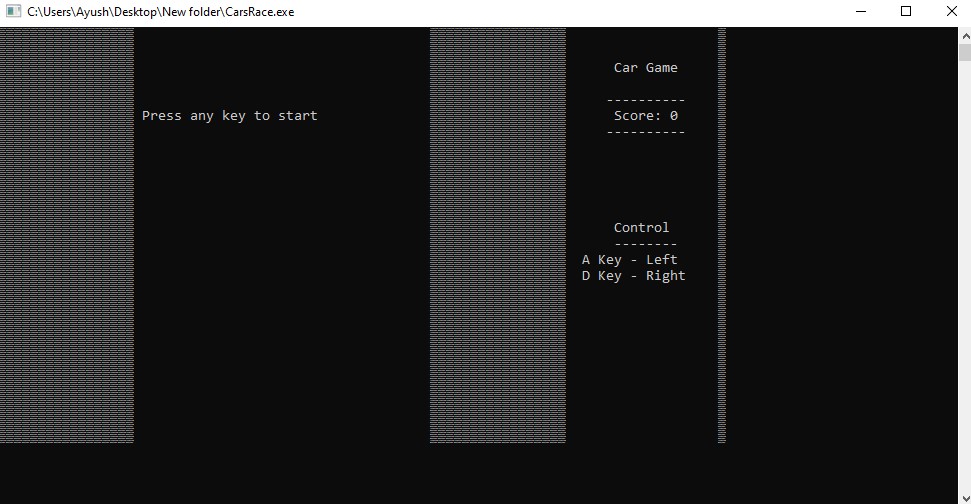 C:\Users\Ayush\Desktop\New folder\CarsRace.exe
Car Game
----------
Press any key to start
Score: 0
----------
Control
--------
A Key - Left
D Key - Right